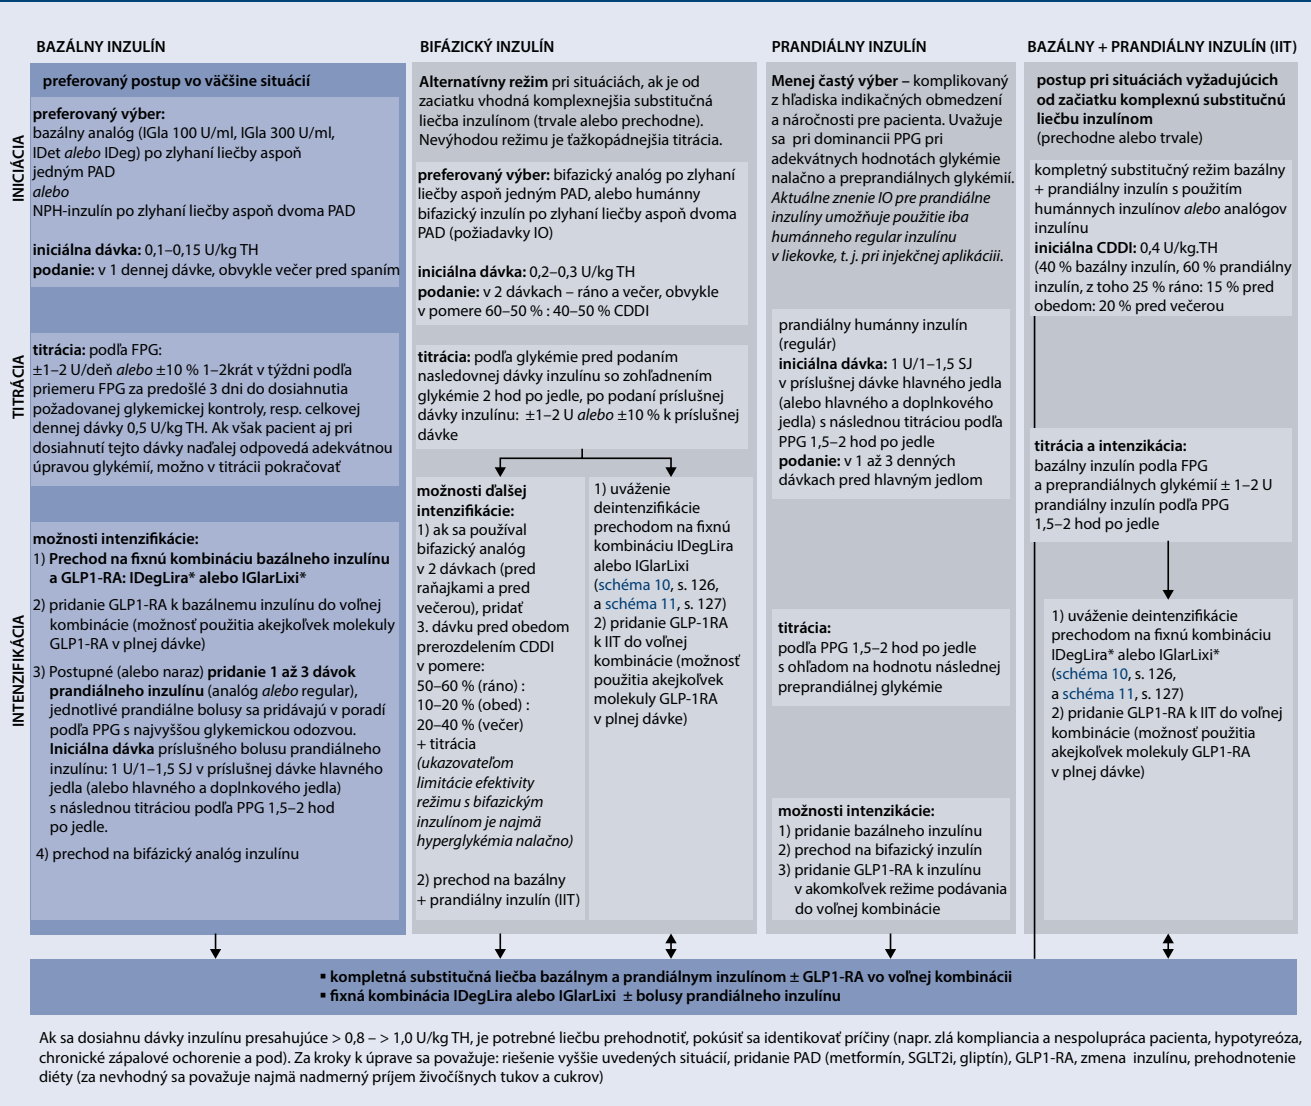 BAZÁLNY INZULÍN
preferovaný postup vo väčšine situácií
INICIÁCIA
preferovaný výber:
bazálny analóg (IGla 100 U/ml, IGla 300 U/ml,
IDet alebo IDeg) po zlyhaní liečby aspoň
jedným PAD
alebo
NPH-inzulín po zlyhaní liečby aspoň dvoma PAD
iniciálna dávka: 0,1–0,15 U/kg TH
podanie: v 1 dennej dávke, obvykle večer pred spaním
TITRÁCIA
titrácia: podľa FPG:
±1–2 U/deň alebo ±10 % 1–2krát v týždni podľa
priemeru FPG za predošlé 3 dni do dosiahnutia
požadovanej glykemickej kontroly, resp. celkovej
dennej dávky 0,5 U/kg TH. Ak však pacient aj pri
dosiahnutí tejto dávky naďalej odpovedá adekvátnou
úpravou glykémií, možno v titrácii pokračovať
INTENZIFIKÁCIA
možnosti intenzifikácie:
1) Prechod na fixnú kombináciu bazálneho inzulínu
a GLP1-RA: IDegLira* alebo IGlarLixi*
2) pridanie GLP1-RA k bazálnemu inzulínu do voľnej
kombinácie (možnosť použitia akejkoľvek molekuly
GLP1-RA v plnej dávke)
3) Postupné (alebo naraz) pridanie 1 až 3 dávok
prandiálneho inzulínu (analóg alebo regular),
jednotlivé prandiálne bolusy sa pridávajú v poradí
podľa PPG s najvyššou glykemickou odozvou.
Iniciálna dávka príslušného bolusu prandiálneho
inzulínu: 1 U/1–1,5 SJ v príslušnej dávke hlavného
jedla (alebo hlavného a doplnkového jedla)
s následnou titráciou podľa PPG 1,5–2 hod
po jedle.
4) prechod na bifázický analóg inzulínu
BIFÁZICKÝ INZULÍN
Alternatívny režim pri situáciách, ak je od
zaciatku vhodná komplexnejšia substitučná
liečba inzulínom (trvale alebo prechodne).
Nevýhodou režimu je ťažkopádnejšia titrácia.
preferovaný výber: bifazický analóg po zlyhaní
liečby aspoň jedným PAD, alebo humánny
bifazický inzulín po zlyhaní liečby aspoň dvoma
PAD (požiadavky IO)
iniciálna dávka: 0,2–0,3 U/kg TH
podanie: v 2 dávkach – ráno a večer, obvykle
v pomere 60–50 % : 40–50 % CDDI
titrácia: podľa glykémie pred podaním
nasledovnej dávky inzulínu so zohľadnením
glykémie 2 hod po jedle, po podaní príslušnej
dávky inzulínu: ±1–2 U alebo ±10 % k príslušnej
dávke
možnosti ďalšej
intenzifikácie:
1) ak sa používal
bifazický analóg
v 2 dávkach (pred
raňajkami a pred
večerou), pridať
3. dávku pred obedom
prerozdelením CDDI
v pomere:
50–60 % (ráno) :
10–20 % (obed) :
20–40 % (večer)
+ titrácia
(ukazovateľom
limitácie efektivity
režimu s bifazickým
inzulínom je najmä
hyperglykémia nalačno)
2) prechod na bazálny
+ prandiálny inzulín (IIT)
1) uváženie
deintenzifikácie
prechodom na fixnú
kombináciu IDegLira
alebo IGlarLixi
(schéma 10, s. 126,
a schéma 11, s. 127)
2) pridanie GLP-1RA
k IIT do voľnej
kombinácie (možnosť
použitia akejkoľvek
molekuly GLP-1RA
v plnej dávke)
PRANDIÁLNY INZULÍN
Menej častý výber – komplikovaný
z hľadiska indikačných obmedzení
a náročnosti pre pacienta. Uvažuje
sa pri dominancii PPG pri
adekvátnych hodnotách glykémie
nalačno a preprandiálnych glykémií.
Aktuálne znenie IO pre prandiálne
inzulíny umožňuje použitie iba
humánneho regular inzulínu
v liekovke, t. j. pri injekčnej aplikáciii.
prandiálny humánny inzulín
(regulár)
iniciálna dávka: 1 U/1–1,5 SJ
v príslušnej dávke hlavného jedla
(alebo hlavného a doplnkového
jedla) s následnou titráciou podľa
PPG 1,5–2 hod po jedle
podanie: v 1 až 3 denných
dávkach pred hlavným jedlom
titrácia:
podľa PPG 1,5–2 hod po jedle
s ohľadom na hodnotu následnej
preprandiálnej glykémie
možnosti intenzikácie:
1) pridanie bazálneho inzulínu
2) prechod na bifazický inzulín
3) pridanie GLP1-RA k inzulínu
v akomkoľvek režime podávania
do voľnej kombinácie
BAZÁLNY + PRANDIÁLNY INZULÍN (IIT)
postup pri situáciách vyžadujúcich
od začiatku komplexnú substitučnú
liečbu inzulínom
(prechodne alebo trvale)
kompletný substitučný režim bazálny
+ prandiálny inzulín s použitím
humánnych inzulínov alebo analógov
inzulínu
iniciálna CDDI: 0,4 U/kg.TH
(40 % bazálny inzulín, 60 % prandiálny
inzulín, z toho 25 % ráno: 15 % pred
obedom: 20 % pred večerou
titrácia a intenzikácia:
bazálny inzulín podla FPG
a preprandiálnych glykémií ± 1–2 U
prandiálny inzulín podľa PPG
1,5–2 hod po jedle
1) uváženie deintenzifikácie
prechodom na fixnú kombináciu
IDegLira* alebo IGlarLixi*
(schéma 10, s. 126,
a schéma 11, s. 127)
2) pridanie GLP1-RA k IIT do voľnej
kombinácie (možnosť použitia
akejkoľvek molekuly GLP1-RA
v plnej dávke)
▪ kompletná substitučná liečba bazálnym a prandiálnym inzulínom ± GLP1-RA vo voľnej kombinácii
▪ fixná kombinácia IDegLira alebo IGlarLixi ± bolusy prandiálneho inzulínu
Ak sa dosiahnu dávky inzulínu presahujúce > 0,8 – > 1,0 U/kg TH, je potrebné liečbu prehodnotiť, pokúsiť sa identikovať príčiny (napr. zlá kompliancia a nespolupráca pacienta, hypotyreóza,
chronické zápalové ochorenie a pod). Za kroky k úprave sa považuje: riešenie vyššie uvedených situácií, pridanie PAD (metformín, SGLT2i, gliptín), GLP1-RA, zmena inzulínu, prehodnotenie
diéty (za nevhodný sa považuje najmä nadmerný príjem živočíšnych tukov a cukrov)